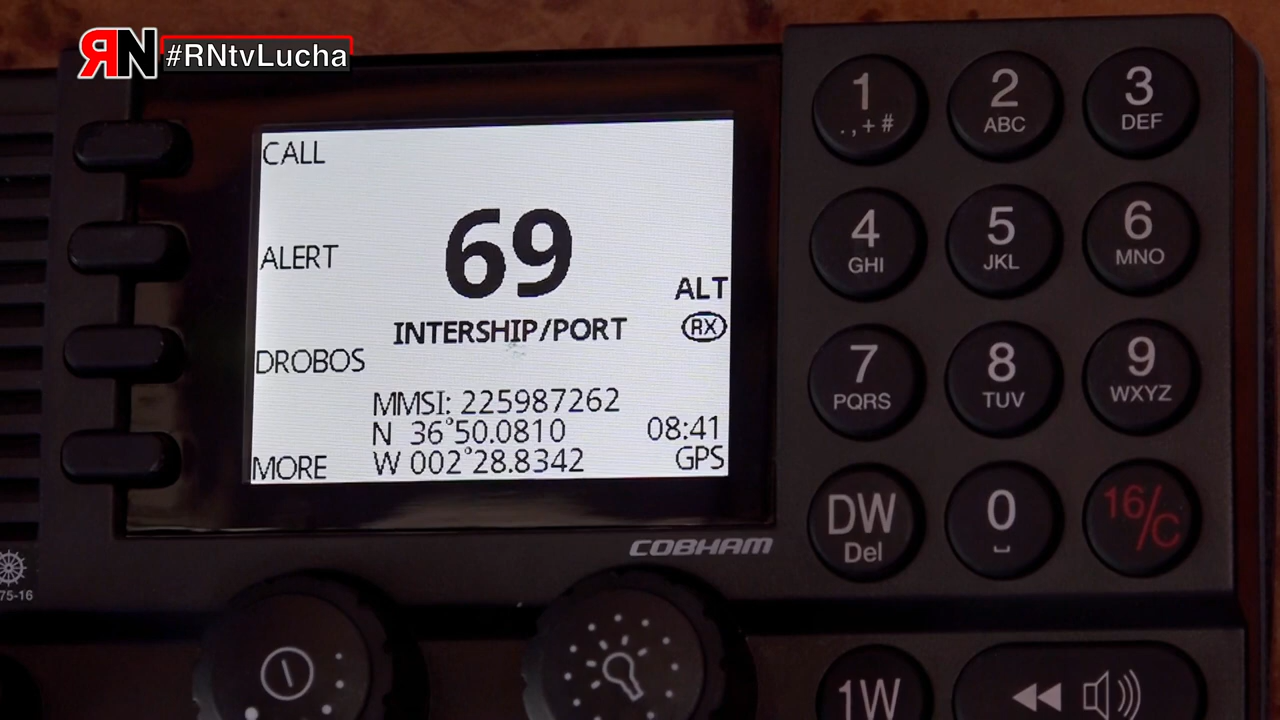 RN #RNtvLucha
CALL
69
ALERT
ALT
INTERSHIP/PORT
RX
DROBOS
MMSI: 225987262
N 36°50.0810
08:41
MORE
W 002°28.8342
GPS
COBHAM
75-16
1
.,+#
2
ABC
3
DEF
4
GHI
5
JKL
6
MNO
7
PQRS
8
TUV
9
WXYZ
DW
Del
0
16/C
1W